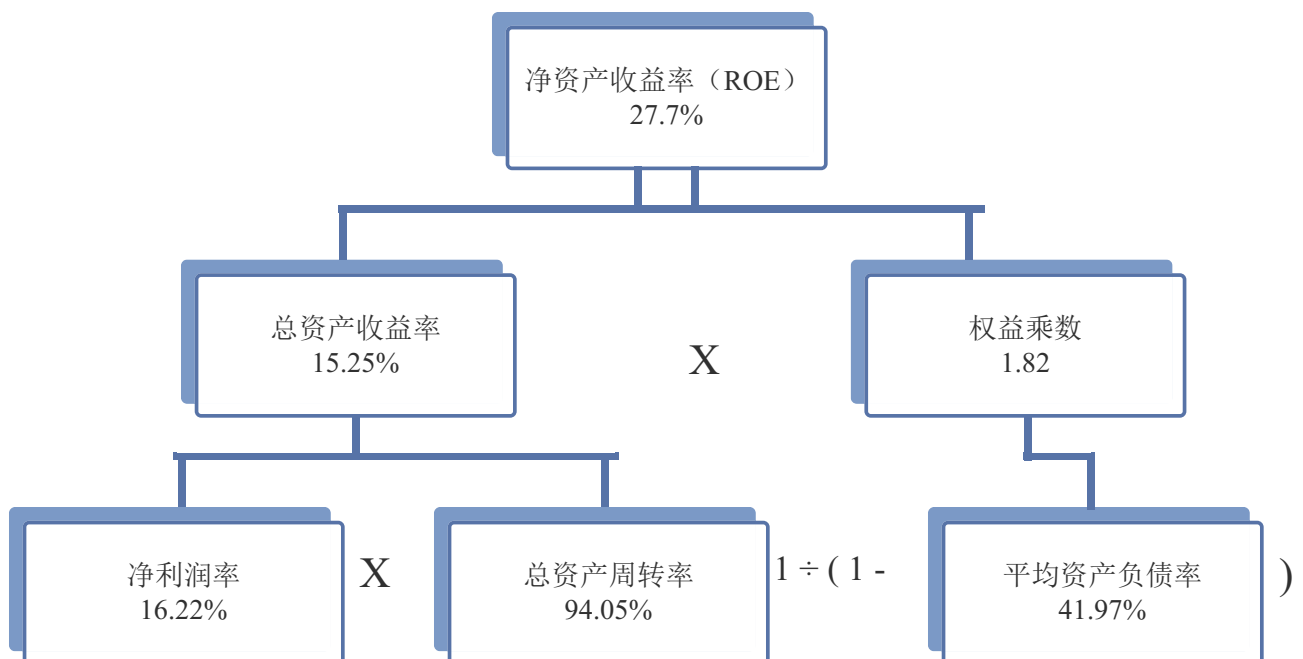 净资产收益率（ROE）
27.7%
总资产收益率
15.25%
X
权益乘数
1.82
净利润率
16.22%
X
总资产周转率
94.05%
1 ÷ ( 1 -
平均资产负债率
41.97%
)